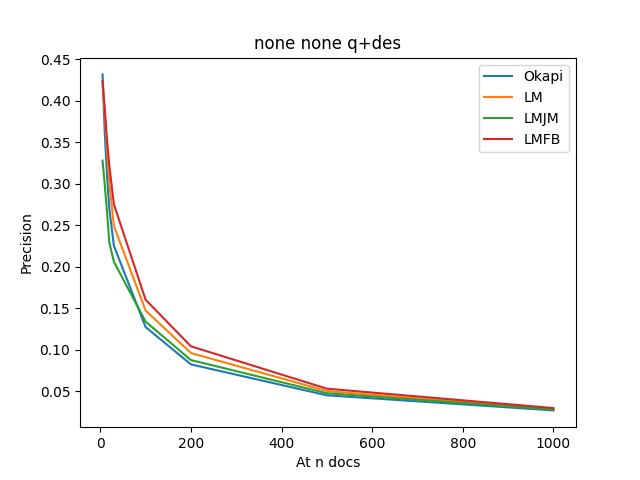 none none q+des
Okapi
LM
LMJM
LMFB
0.45
0.40
0.35
0.30
0.25
0.20
0.15
0.10
0.05
Precision
0 200 400 600 800 1000
At n docs